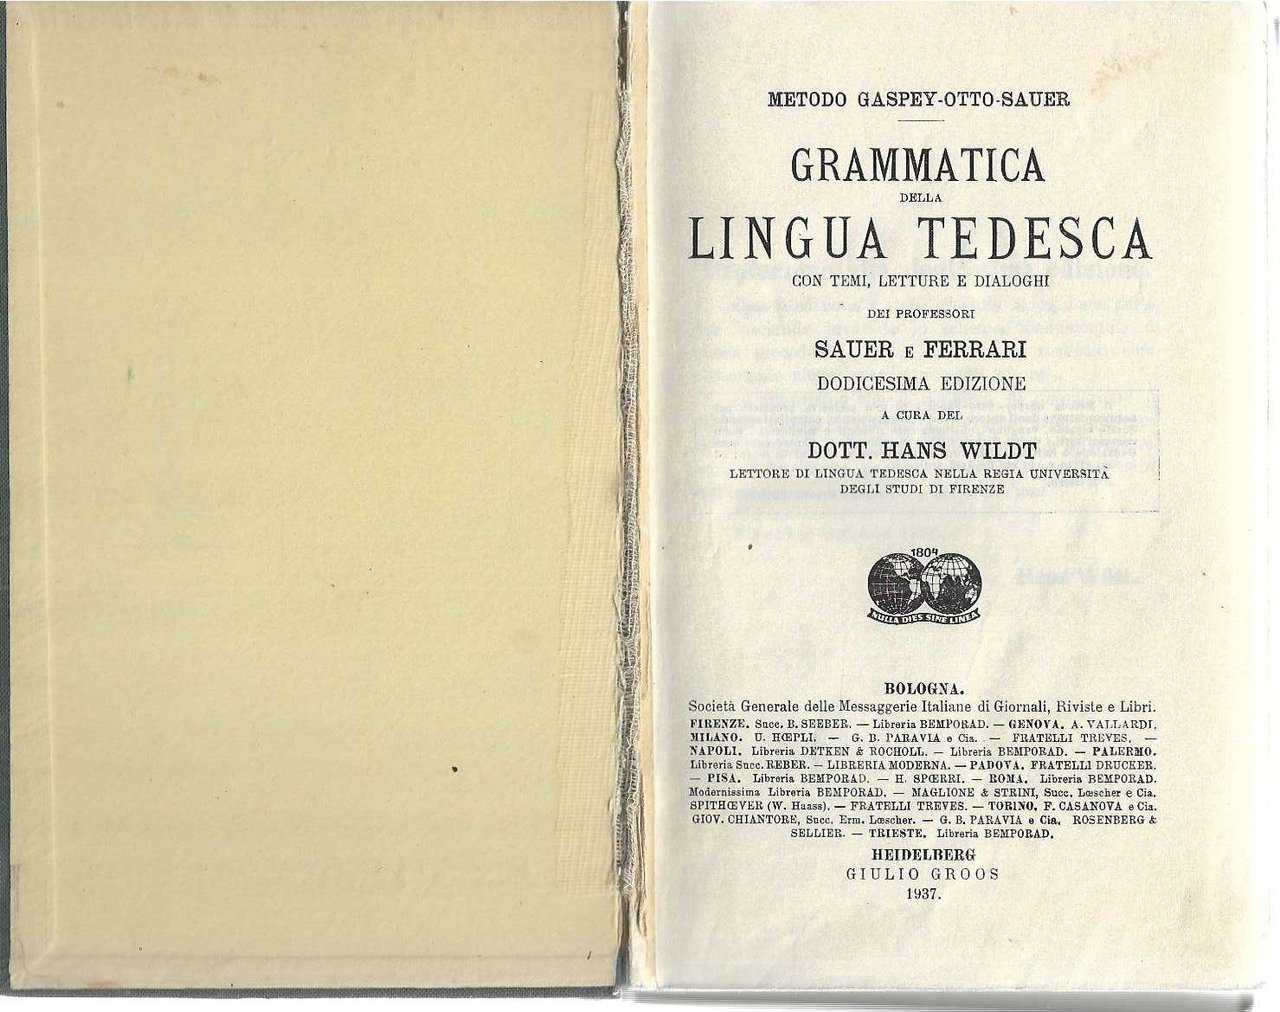 METODO GASPEY-OTTO-SAUER
GRAMMATICA
DELLA
LINGUA TEDESCA
CON TEMI, LETTURE E DIALOGHI
DEI PROFESSORI
SAUER E FERRARI
DODICESIMA EDIZIONE
A CURA DEL
DOTT. HANS WILDT
LETTORE DI LINGUA TEDESCA NELLA REGIA UNIVERSITÀ
DEGLI STUDI DI FIRENZE
1804
NULLA DIES SINE LINEA
BOLOGNA.
Società Generale delle Messaggerie Italiane di Giornali, Riviste e Libri.
FIRENZE. Succ. B. SEEBER. — Libreria BEMPORAD. — GENOVA. A. VALLARDI.
MILANO. U. HŒPLI. — G. B. PARAVIA e Cia. — FRATELLI TREVES. —
NAPOLI. Libreria DETKEN & ROCHOLL. — Libreria BEMPORAD. — PALERMO.
Libreria Succ. REBER. — LIBRERIA MODERNA. — PADOVA. FRATELLI DRUCKER.
— PISA. Libreria BEMPORAD. — H. SPŒRRI. — ROMA. Libreria BEMPORAD.
Modernissima Libreria BEMPORAD. — MAGLIONE & STRINI, Succ. Lœscher e Cia.
SPITHŒVER (W. Haass). — FRATELLI TREVES. — TORINO. F. CASANOVA e Cia.
GIOV. CHIANTORE, Succ. Erm. Lœscher. — G. B. PARAVIA e Cia. ROSENBERG &
SELLIER. — TRIESTE. Libreria BEMPORAD.
HEIDELBERG
GIULIO GROOS
1937.